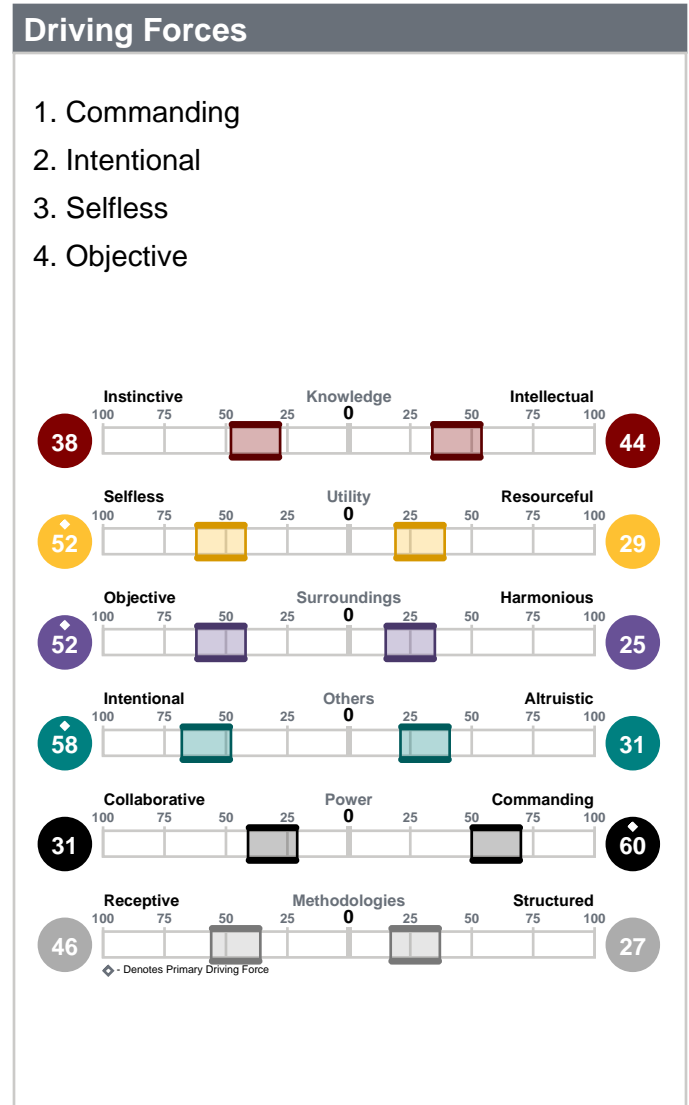 Driving Forces
1. Commanding
2. Intentional
3. Selfless
4. Objective
Instinctive Knowledge Intellectual
100 75 50 25 0 25 50 75 100
38 44
Selfless Utility Resourceful
100 75 50 25 0 25 50 75 100
52 29
Objective Surroundings Harmonious
100 75 50 25 0 25 50 75 100
52 25
Intentional Others Altruistic
100 75 50 25 0 25 50 75 100
58 31
Collaborative Power Commanding
100 75 50 25 0 25 50 75 100
31 60
Receptive Methodologies Structured
100 75 50 25 0 25 50 75 100
46 27
- Denotes Primary Driving Force